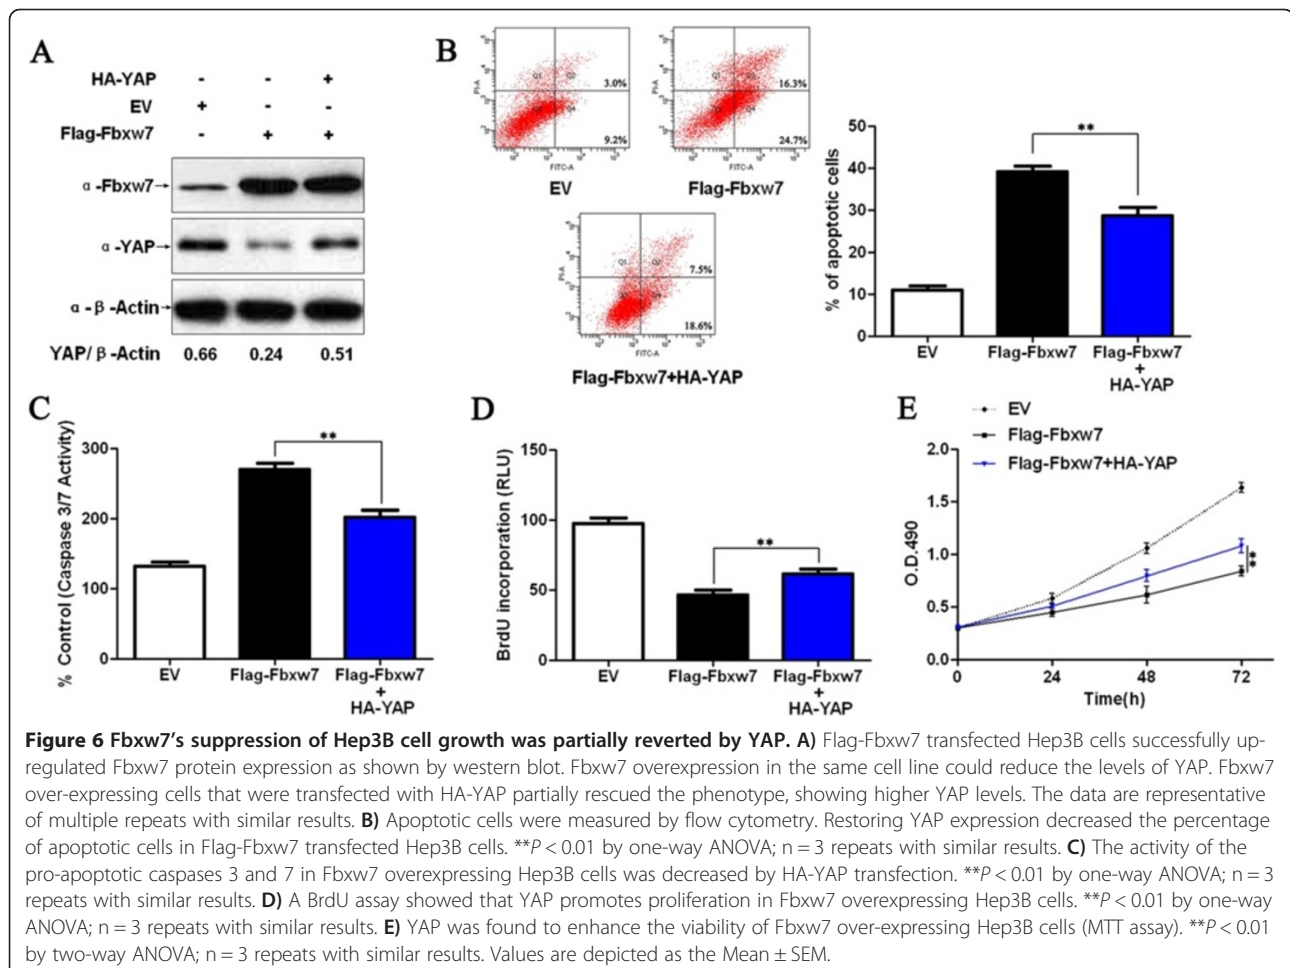 A
HA-YAP - - +
EV + - -
Flag-Fbxw7 - + +
α-Fbxw7→
α-YAP→
α-β-Actin→
YAP/β-Actin 0.66 0.24 0.51
B
PI-A
Q1 Q2
3.0%
Q4
9.2%
FITC-A
EV
PI-A
Q1 Q2
16.3%
Q4
24.7%
FITC-A
Flag-Fbxw7
PI-A
Q1 Q2
7.5%
Q4
18.6%
FITC-A
Flag-Fbxw7+HA-YAP
% of apoptotic cells
50
40
30
20
10
0
**
EV
Flag-Fbxw7
Flag-Fbxw7
+
HA-YAP
C
% Control (Caspase 3/7 Activity)
300
200
100
0
**
EV
Flag-Fbxw7
Flag-Fbxw7
+
HA-YAP
D
BrdU incorporation (RLU)
150
100
50
0
**
EV
Flag-Fbxw7
Flag-Fbxw7
+
HA-YAP
E
EV
Flag-Fbxw7
Flag-Fbxw7+HA-YAP
O.D.490
2.0
1.5
1.0
0.5
0.0
**
0 24 48 72
Time(h)
Figure 6 Fbxw7's suppression of Hep3B cell growth was partially reverted by YAP. A) Flag-Fbxw7 transfected Hep3B cells successfully up-
regulated Fbxw7 protein expression as shown by western blot. Fbxw7 overexpression in the same cell line could reduce the levels of YAP. Fbxw7
over-expressing cells that were transfected with HA-YAP partially rescued the phenotype, showing higher YAP levels. The data are representative
of multiple repeats with similar results. B) Apoptotic cells were measured by flow cytometry. Restoring YAP expression decreased the percentage
of apoptotic cells in Flag-Fbxw7 transfected Hep3B cells. **P < 0.01 by one-way ANOVA; n = 3 repeats with similar results. C) The activity of the
pro-apoptotic caspases 3 and 7 in Fbxw7 overexpressing Hep3B cells was decreased by HA-YAP transfection. **P < 0.01 by one-way ANOVA; n = 3
repeats with similar results. D) A BrdU assay showed that YAP promotes proliferation in Fbxw7 overexpressing Hep3B cells. **P < 0.01 by one-way
ANOVA; n = 3 repeats with similar results. E) YAP was found to enhance the viability of Fbxw7 over-expressing Hep3B cells (MTT assay). **P < 0.01
by two-way ANOVA; n = 3 repeats with similar results. Values are depicted as the Mean ± SEM.